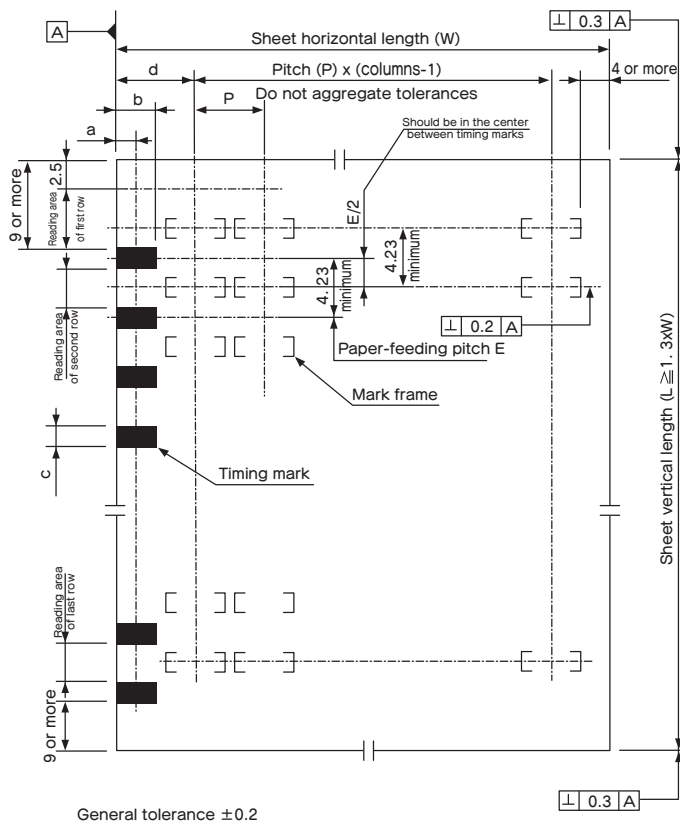 A
⊥ 0.3 A
Sheet horizontal length (W)
d
Pitch (P) x (columns-1)
4 or more
Do not aggregate tolerances
b
P
a
Should be in the center
between timing marks
9 or more
2.5
Reading area
of first row
E/2
4.23
minimum
4.23
minimum
⊥ 0.2 A
Reading area
of second row
Paper-feeding pitch E
Mark frame
c
Timing mark
Sheet vertical length (L≧1. 3xW)
Reading area
of last row
9 or more
⊥ 0.3 A
General tolerance ±0.2